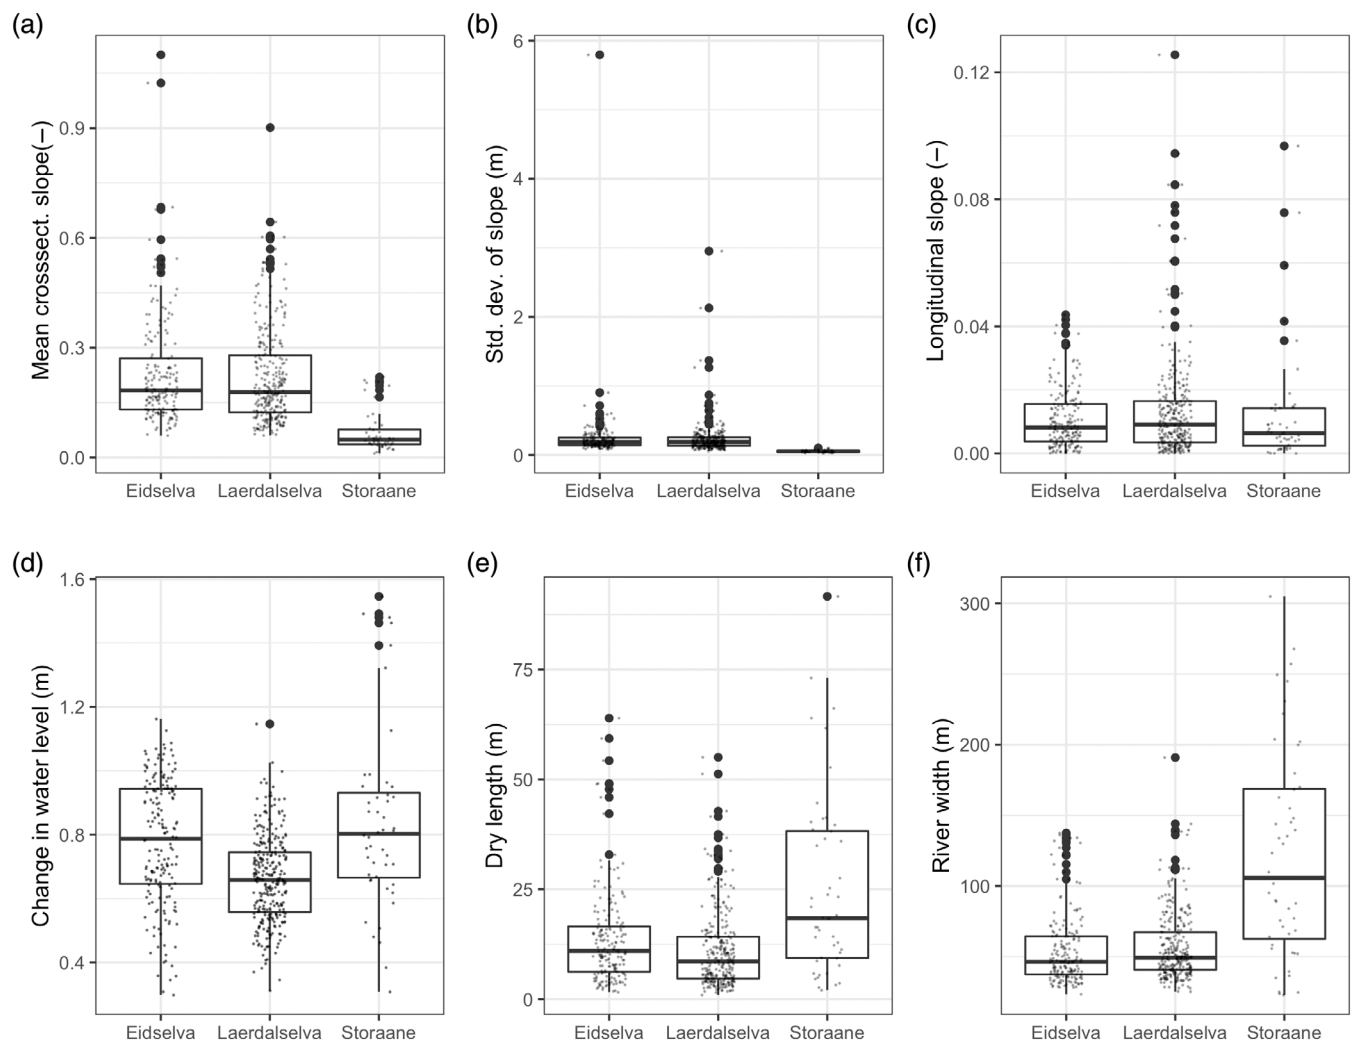 (a)
Mean crosssect. slope(−)
0.9
0.6
0.3
0.0
Eidselva Laerdalselva Storaane
(b)
Std. dev. of slope (m)
6
4
2
0
Eidselva Laerdalselva Storaane
(c)
Longitudinal slope (−)
0.12
0.08
0.04
0.00
Eidselva Laerdalselva Storaane
(d)
Change in water level (m)
1.6
1.2
0.8
0.4
Eidselva Laerdalselva Storaane
(e)
Dry length (m)
75
50
25
0
Eidselva Laerdalselva Storaane
(f)
River width (m)
300
200
100
Eidselva Laerdalselva Storaane